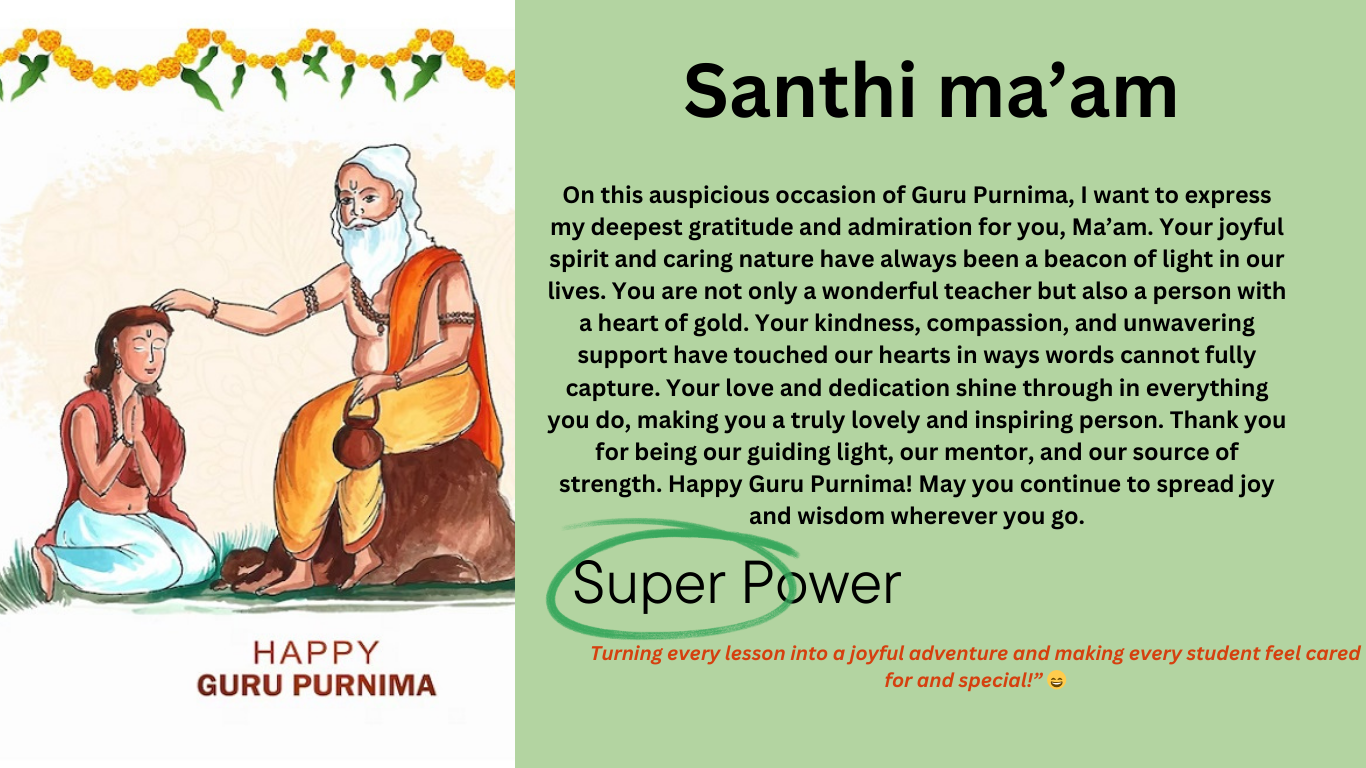 HAPPY
GURU PURNIMA
Santhi ma’am
On this auspicious occasion of Guru Purnima, I want to express
my deepest gratitude and admiration for you, Ma’am. Your joyful
spirit and caring nature have always been a beacon of light in our
lives. You are not only a wonderful teacher but also a person with
a heart of gold. Your kindness, compassion, and unwavering
support have touched our hearts in ways words cannot fully
capture. Your love and dedication shine through in everything
you do, making you a truly lovely and inspiring person. Thank you
for being our guiding light, our mentor, and our source of
strength. Happy Guru Purnima! May you continue to spread joy
and wisdom wherever you go.
Super Power
Turning every lesson into a joyful adventure and making every student feel cared
for and special!” 😄